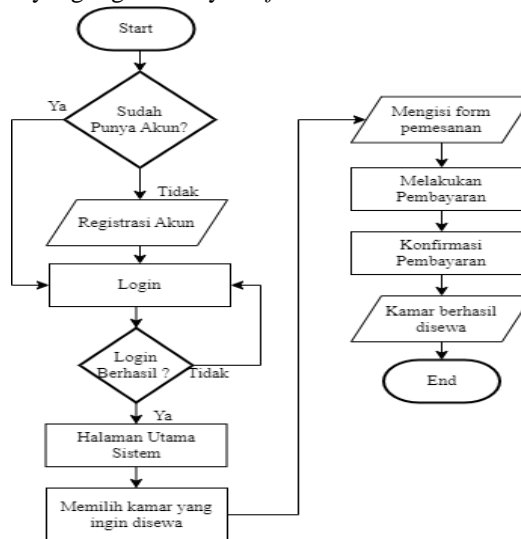 Start
Ya
Sudah
Punya Akun?
Tidak
Registrasi Akun
Login
Login
Berhasil ?
Tidak
Ya
Halaman Utama
Sistem
Memilih kamar yang
ingin disewa
Mengisi form
pemesanan
Melakukan
Pembayaran
Konfirmasi
Pembayaran
Kamar berhasil
disewa
End